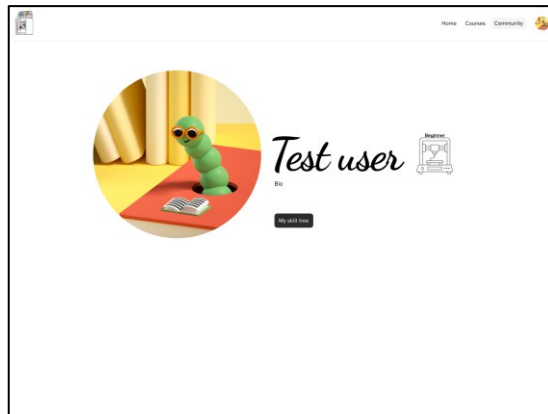 Home Courses Community
Beginner
Test user
Bio
My skill tree